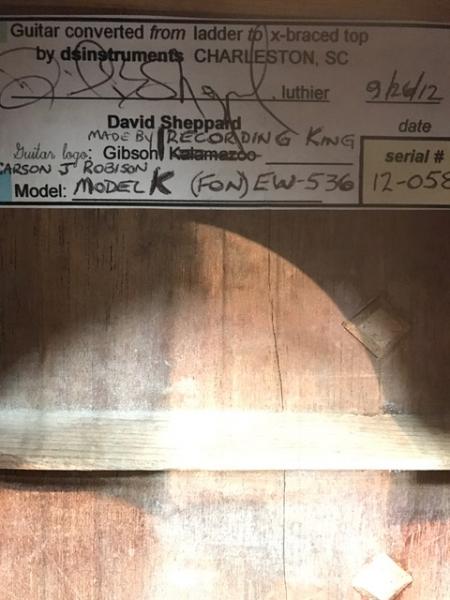 Guitar converted from ladder to x-braced top
by dsinstruments CHARLESTON, SC
luthier 9/26/12
David Sheppard date
MADE BY RECORDING KING
Guitar logo: Gibson Kalamazoo serial #
CARSON J ROBISON
Model: MODEL K (FON) EW-536 12-058